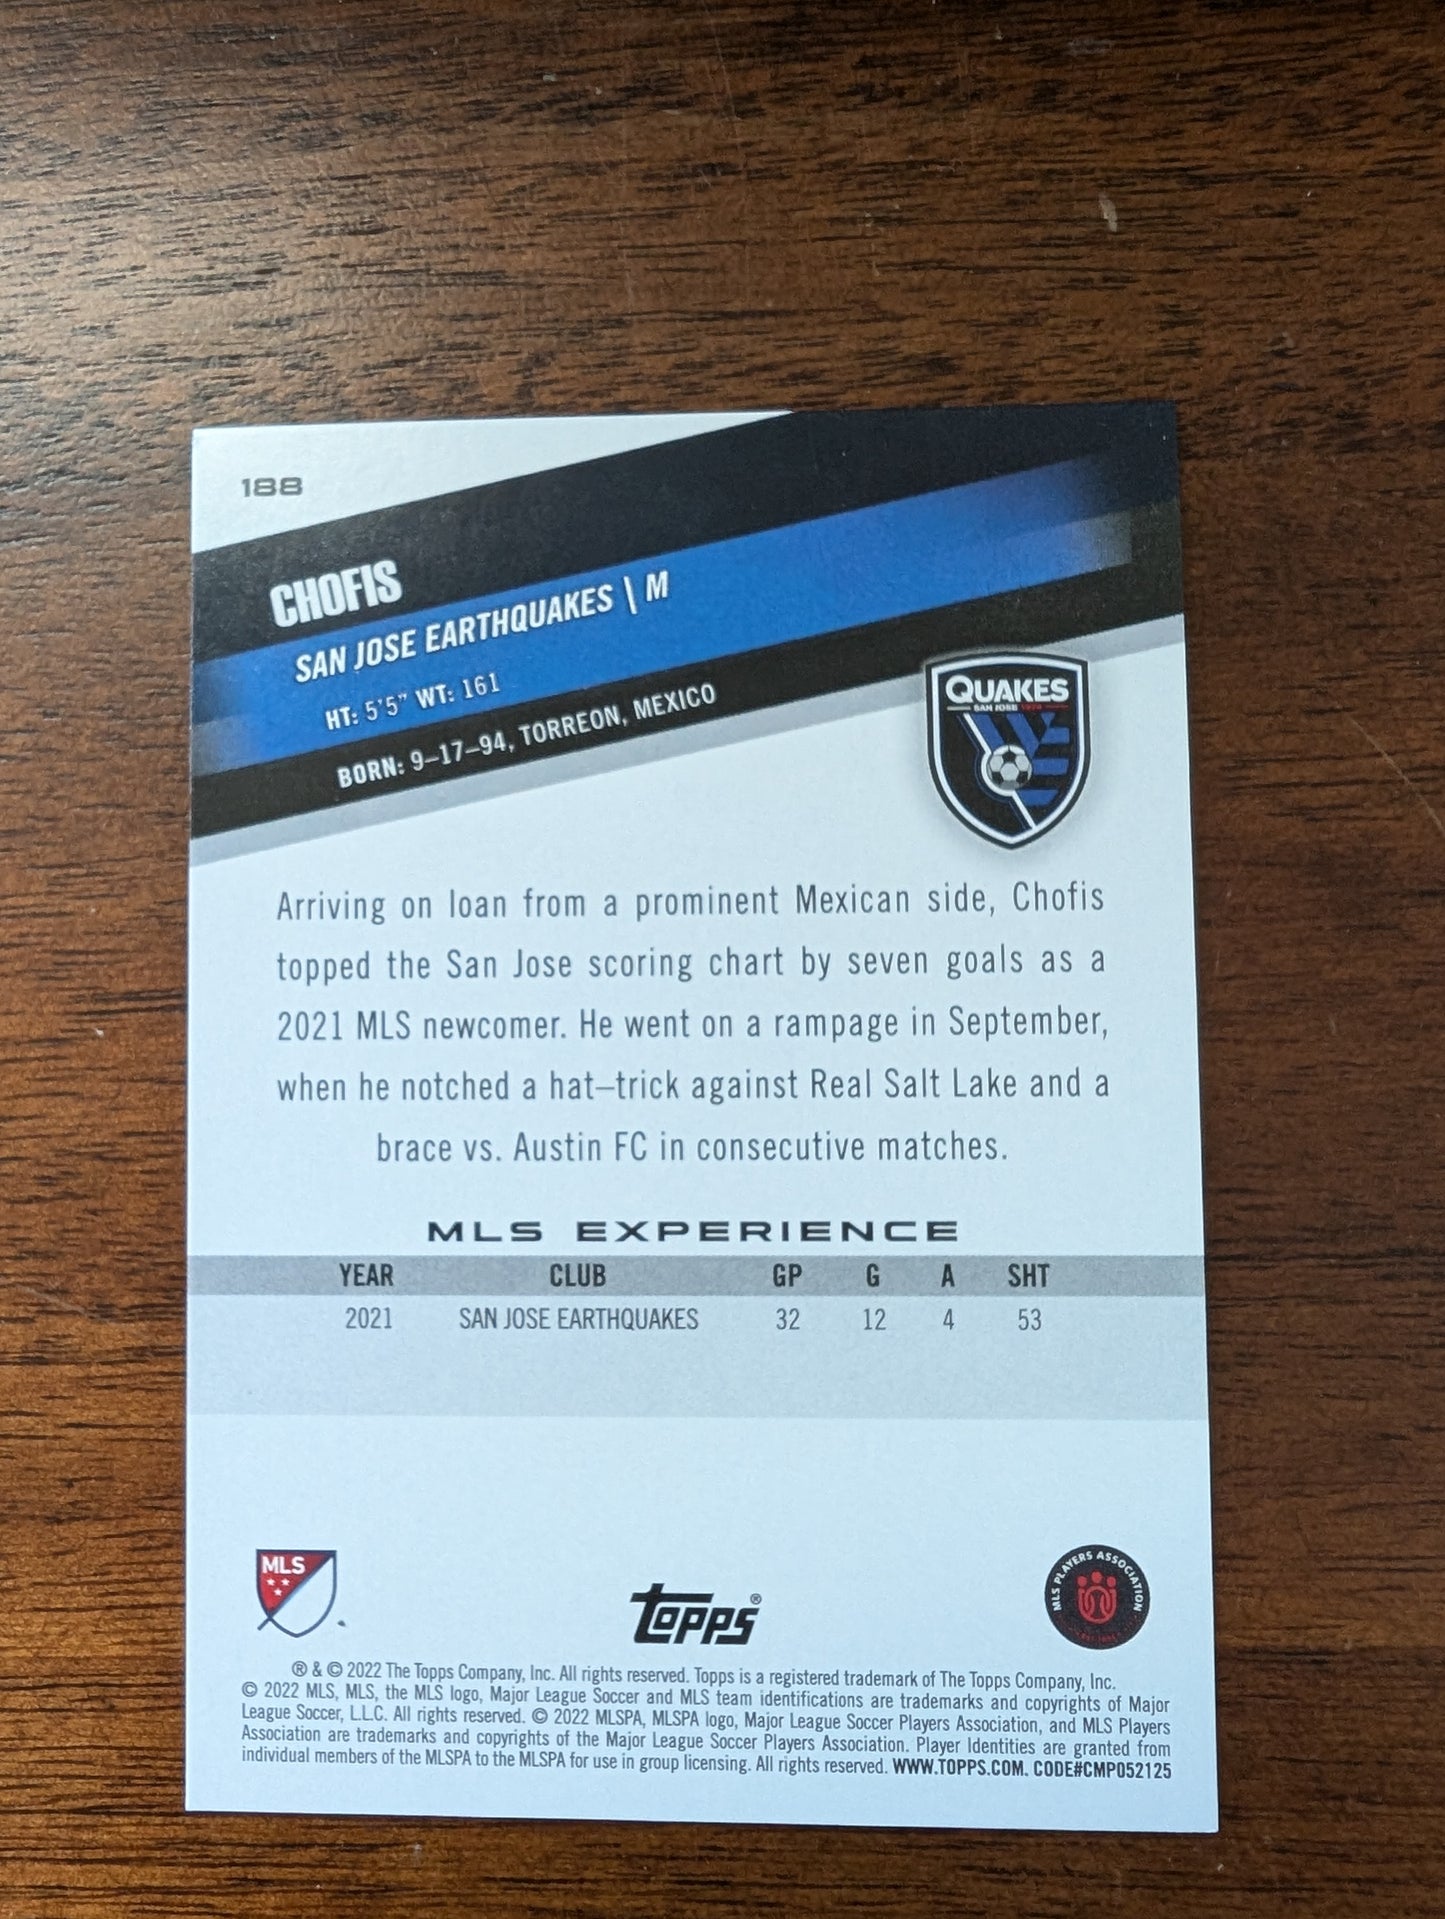 188
CHOFIS
SAN JOSE EARTHQUAKES \ M
HT: 5'5" WT: 161
BORN: 9–17–94, TORREON, MEXICO
QUAKES
SAN JOSE 1974
Arriving on loan from a prominent Mexican side, Chofis
topped the San Jose scoring chart by seven goals as a
2021 MLS newcomer. He went on a rampage in September,
when he notched a hat–trick against Real Salt Lake and a
brace vs. Austin FC in consecutive matches.
MLS EXPERIENCE
YEAR CLUB GP G A SHT
2021 SAN JOSE EARTHQUAKES 32 12 4 53
MLS
topps®
MLS PLAYERS ASSOCIATION
® & © 2022 The Topps Company, Inc. All rights reserved. Topps is a registered trademark of The Topps Company, Inc.
© 2022 MLS, MLS, the MLS logo, Major League Soccer and MLS team identifications are trademarks and copyrights of Major
League Soccer, L.L.C. All rights reserved. © 2022 MLSPA, MLSPA logo, Major League Soccer Players Association, and MLS Players
Association are trademarks and copyrights of the Major League Soccer Players Association. Player Identities are granted from
individual members of the MLSPA to the MLSPA for use in group licensing. All rights reserved. WWW.TOPPS.COM. CODE#CMP052125